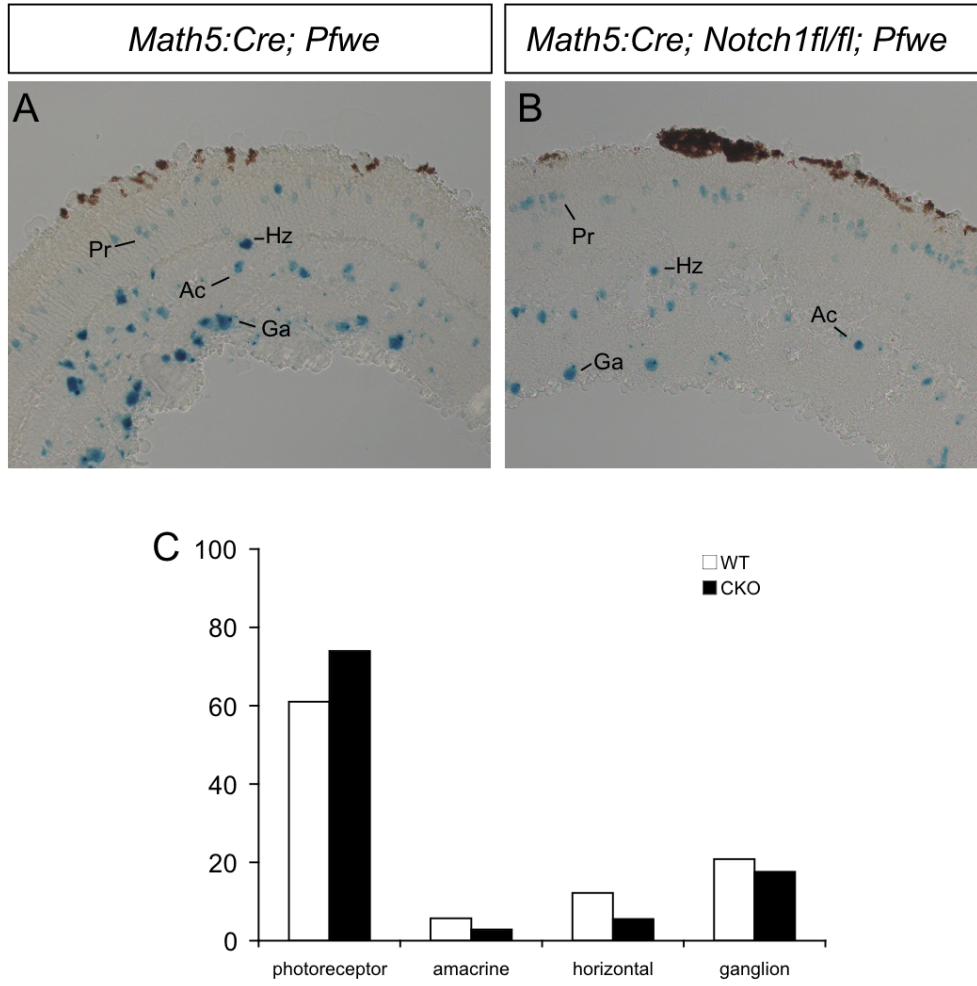 Math5:Cre; Pfwe
Math5:Cre; Notch1fl/fl; Pfwe
A
Pr
Hz
Ac
Ga
B
Pr
Hz
Ac
Ga
C
100
80
60
40
20
0
WT
CKO
photoreceptor
amacrine
horizontal
ganglion